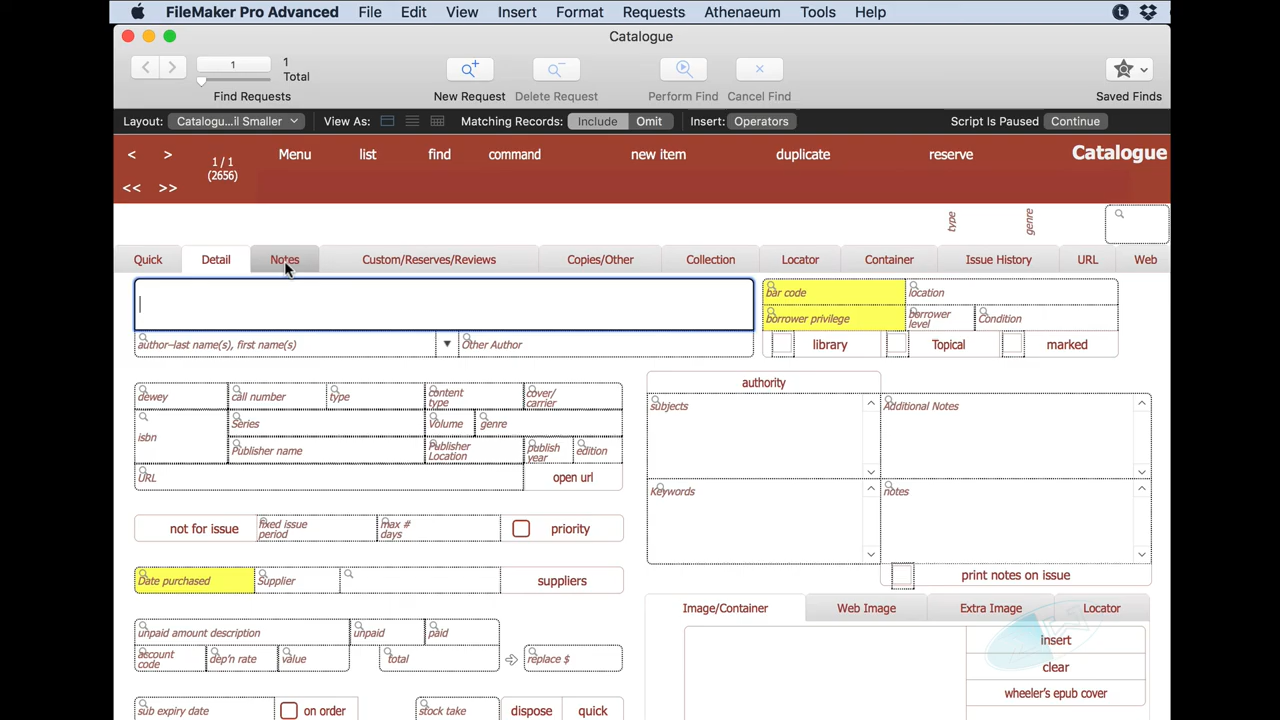 FileMaker Pro Advanced File Edit View Insert Format Requests Athenaeum Tools Help
Catalogue
1 1 Total
Find Requests New Request Delete Request Perform Find Cancel Find Saved Finds
Layout: Catalogu...il Smaller View As: Matching Records: Include Omit Insert: Operators Script Is Paused Continue
< > 1 / 1 Menu list find command new item duplicate reserve Catalogue
(2656)
<< >>
type genre
Quick Detail Notes Custom/Reserves/Reviews Copies/Other Collection Locator Container Issue History URL Web
bar code location
borrower privilege borrower level Condition
author–last name(s), first name(s) Other Author library Topical marked
authority
dewey call number type content type cover/ carrier subjects Additional Notes
isbn Series Volume genre
Publisher name Publisher Location publish year edition
URL open url
Keywords notes
not for issue fixed issue period max # days priority
print notes on issue
Date purchased Supplier suppliers
Image/Container Web Image Extra Image Locator
unpaid amount description unpaid paid insert
account code dep'n rate value total replace $ clear
wheeler's epub cover
sub expiry date on order stock take dispose quick